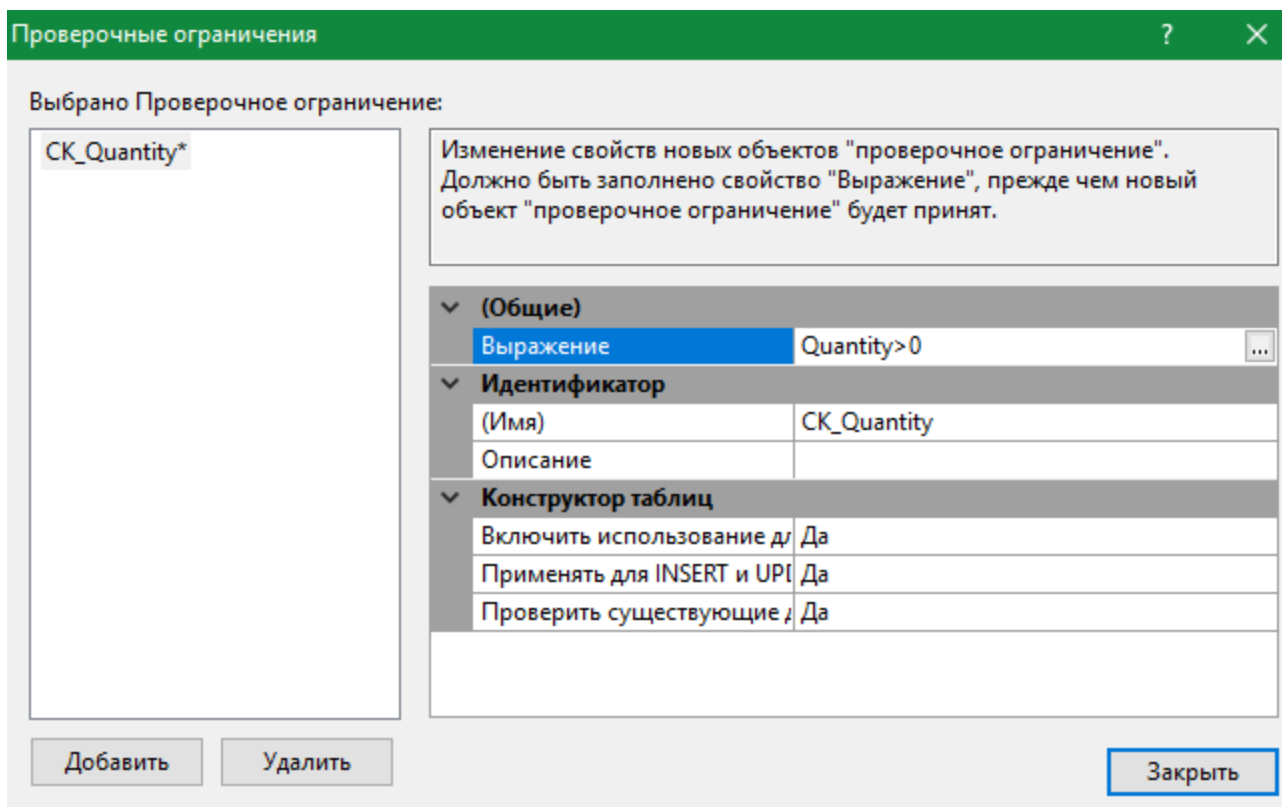 Проверочные ограничения ?
Выбрано Проверочное ограничение:
CK_Quantity*
Изменение свойств новых объектов "проверочное ограничение".
Должно быть заполнено свойство "Выражение", прежде чем новый
объект "проверочное ограничение" будет принят.
(Общие)
Выражение Quantity>0 ...
Идентификатор
(Имя) CK_Quantity
Описание
Конструктор таблиц
Включить использование дл Да
Применять для INSERT и UPD Да
Проверить существующие д Да
Добавить Удалить
Закрыть